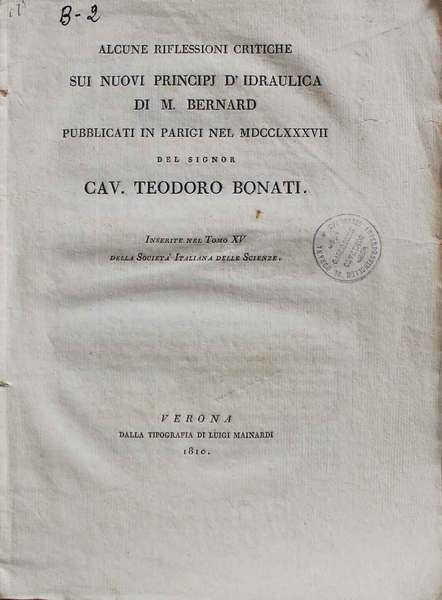 B-2
ALCUNE RIFLESSIONI CRITICHE
SUI NUOVI PRINCIPJ D' IDRAULICA
DI M. BERNARD
PUBBLICATI IN PARIGI NEL MDCCLXXXVII
DEL SIGNOR
CAV. TEODORO BONATI.
INSERITE NEL TOMO XV
DELLA SOCIETA' ITALIANA DELLE SCIENZE.
VERONA
DALLA TIPOGRAFIA DI LUIGI MAINARDI
1810.